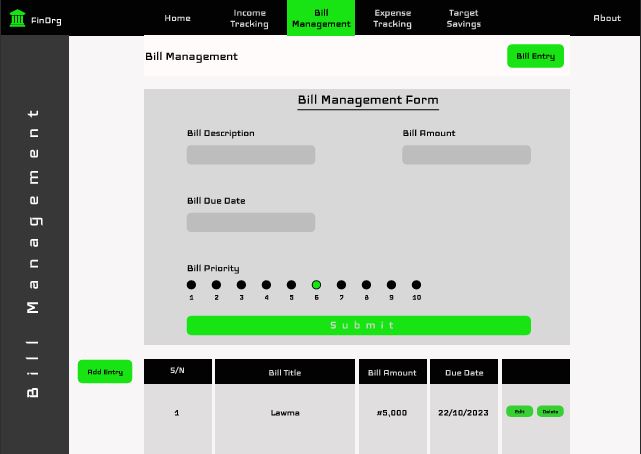 FinOrg
Home
Income
Tracking
Bill
Management
Expense
Tracking
Target
Savings
About
Bill Management
Bill Management
Bill Entry
Bill Management Form
Bill Description
Bill Amount
Bill Due Date
Bill Priority
1 2 3 4 5 6 7 8 9 10
Submit
Add Entry
S/N Bill Title Bill Amount Due Date
1 Lawma #5,000 22/10/2023 Edit Delete